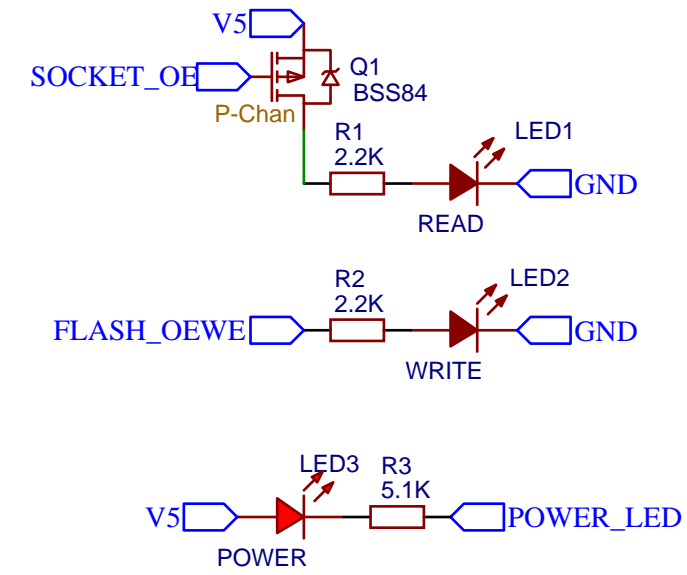 V5
SOCKET_OE
Q1
BSS84
P-Chan
R1
2.2K
LED1
GND
READ
R2
2.2K
LED2
FLASH_OEWE
GND
WRITE
LED3
R3
5.1K
V5
POWER_LED
POWER